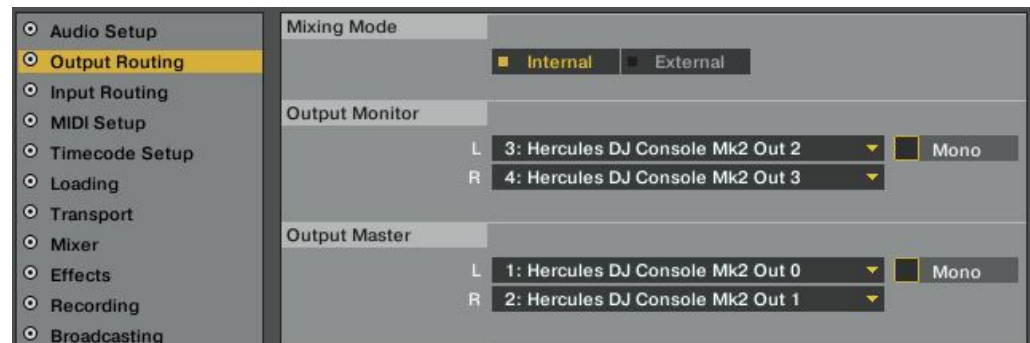 Audio Setup
Output Routing
Input Routing
MIDI Setup
Timecode Setup
Loading
Transport
Mixer
Effects
Recording
Broadcasting
Mixing Mode
Internal External
Output Monitor
L 3: Hercules DJ Console Mk2 Out 2 Mono
R 4: Hercules DJ Console Mk2 Out 3
Output Master
L 1: Hercules DJ Console Mk2 Out 0 Mono
R 2: Hercules DJ Console Mk2 Out 1